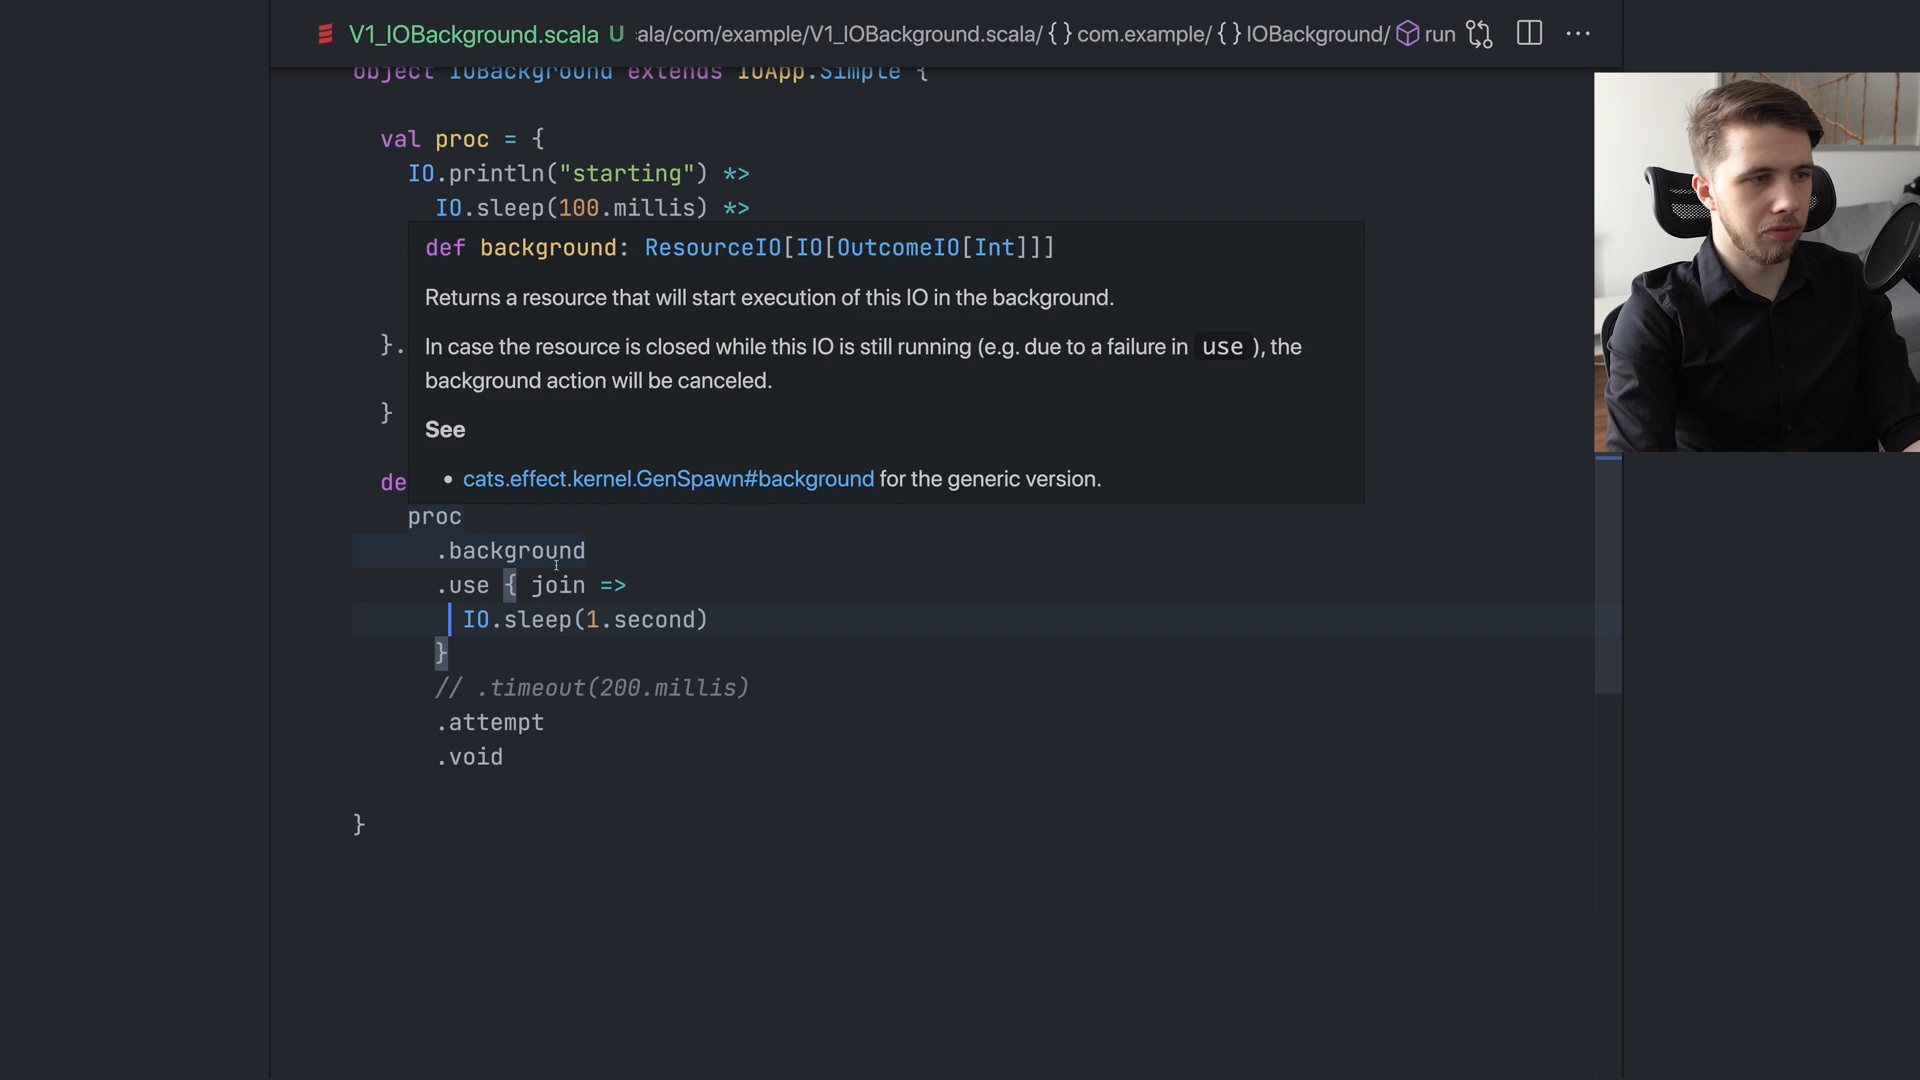 V1_IOBackground.scala U ala/com/example/V1_IOBackground.scala/ {} com.example/ {} IOBackground/ run ···
object IOBackground extends IOApp.Simple {
val proc = {
IO.println("starting") *>
IO.sleep(100.millis) *>
def background: ResourceIO[IO[OutcomeIO[Int]]]
Returns a resource that will start execution of this IO in the background.
}. In case the resource is closed while this IO is still running (e.g. due to a failure in use ), the
background action will be canceled.
}
See
• cats.effect.kernel.GenSpawn#background for the generic version.
de
proc
.background
.use { join =>
IO.sleep(1.second)
}
// .timeout(200.millis)
.attempt
.void
}